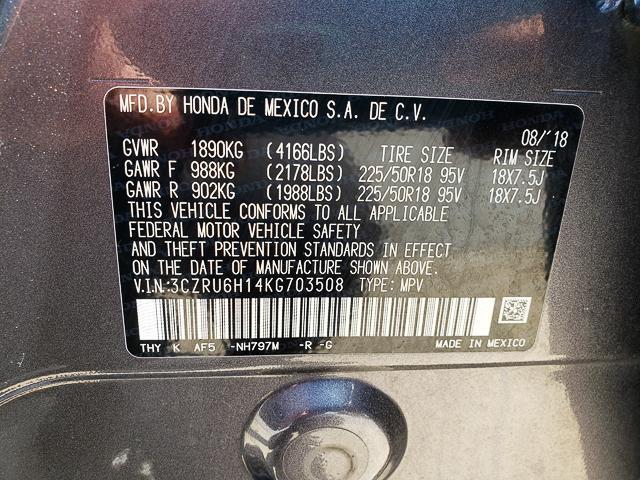 MFD.BY HONDA DE MEXICO S.A. DE C.V.
08/'18
GVWR 1890KG (4166LBS) TIRE SIZE RIM SIZE
GAWR F 988KG (2178LBS) 225/50R18 95V 18X7.5J
GAWR R 902KG (1988LBS) 225/50R18 95V 18X7.5J
THIS VEHICLE CONFORMS TO ALL APPLICABLE
FEDERAL MOTOR VEHICLE SAFETY
AND THEFT PREVENTION STANDARDS IN EFFECT
ON THE DATE OF MANUFACTURE SHOWN ABOVE.
V.I.N:3CZRU6H14KG703508 TYPE: MPV
THY K AF5 -NH797M -R -G MADE IN MEXICO